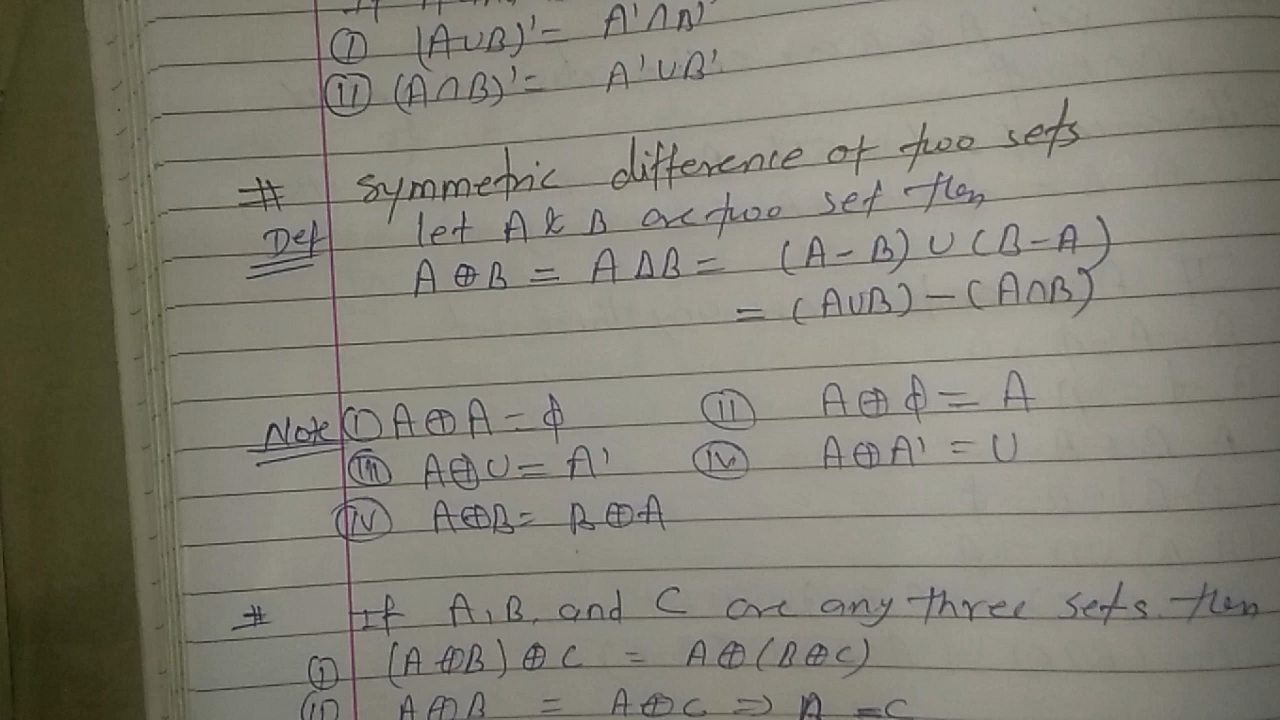 (I) (A∪B)' = A'∩B'
(II) (A∩B)' = A'∪B'
# Symmetric difference of two sets
Def let A & B are two set then
A⊕B = A∆B = (A-B)∪(B-A)
= (A∪B)-(A∩B)
Note (I) A⊕A = ϕ (II) A⊕ϕ = A
(III) A⊕U = A' (IV) A⊕A' = U
(IV) A⊕B = B⊕A
# If A, B, and C are any three sets then
(I) (A⊕B)⊕C = A⊕(B⊕C)
(II) A⊕B = A⊕C ⇒ =C